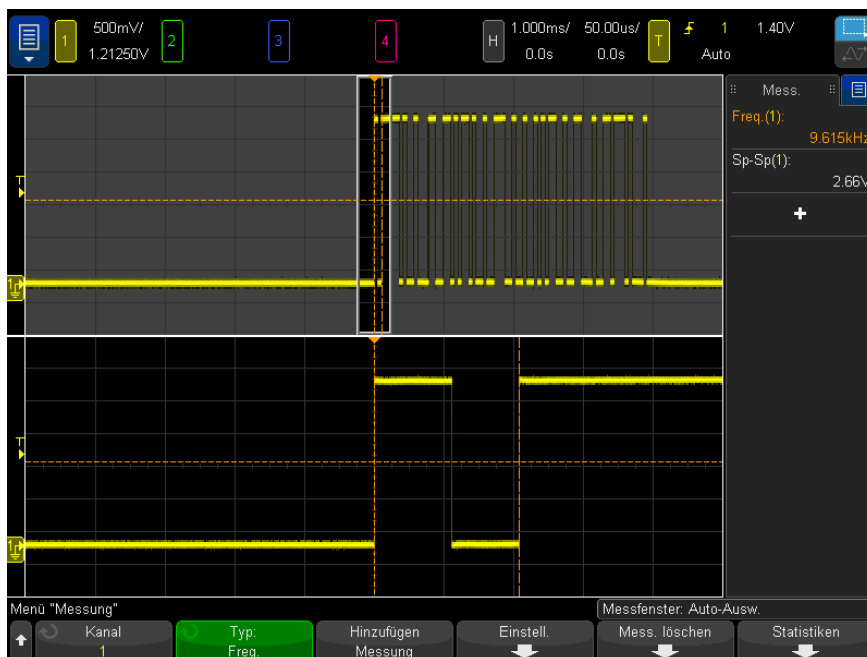 1 500mV/ 2 3 4 H 1.000ms/ 50.00us/ T 1 1.40V
1.21250V 0.0s 0.0s Auto
Mess.
Freq.(1):
9.615kHz
Sp-Sp(1):
2.66V
+
T
1
T
1
Menü "Messung"
Messfenster: Auto-Ausw.
Kanal
1
Typ:
Freq.
Hinzufügen
Messung
Einstell.
Mess. löschen
Statistiken